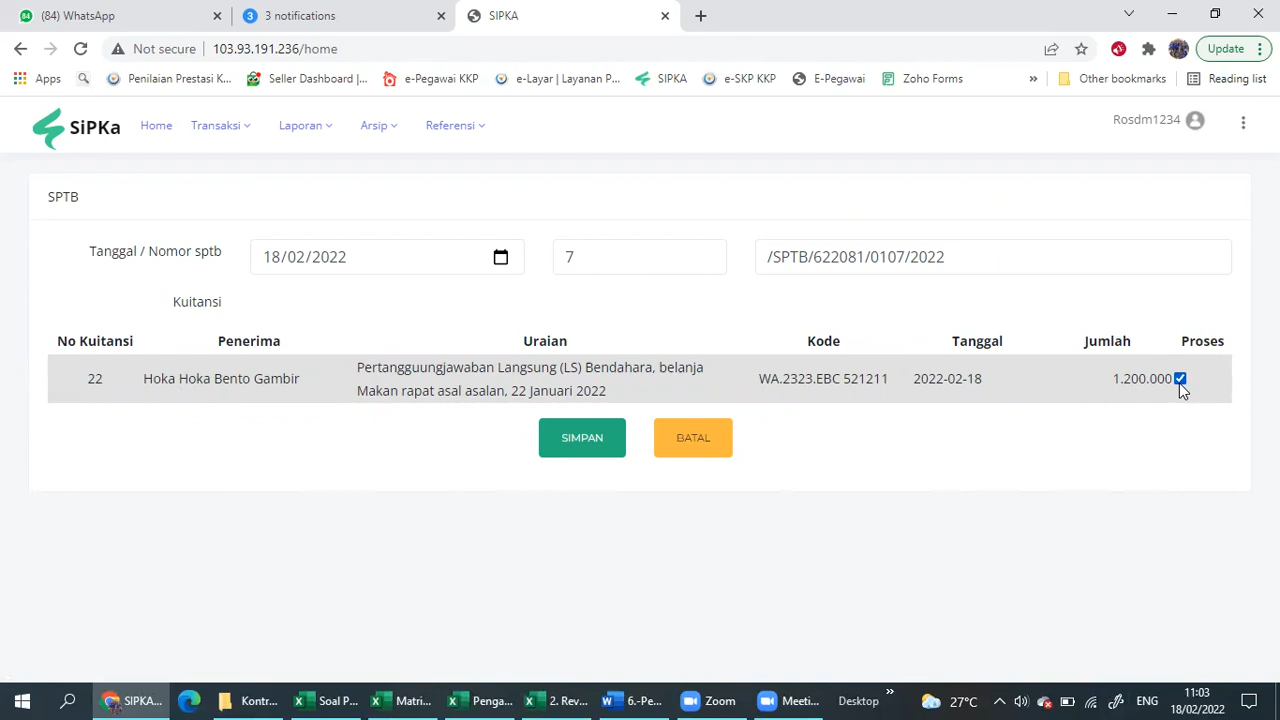 (84) WhatsApp
3 notifications
SIPKA
Not secure
103.93.191.236/home
Update
Apps
Penilaian Prestasi K...
Seller Dashboard |...
e-Pegawai KKP
e-Layar | Layanan P...
SIPKA
e-SKP KKP
E-Pegawai
Zoho Forms
»
Other bookmarks
Reading list
SiPKa
Home
Transaksi
Laporan
Arsip
Referensi
Rosdm1234
SPTB
Tanggal / Nomor sptb
18/02/2022
7
/SPTB/622081/0107/2022
Kuitansi
No Kuitansi Penerima Uraian Kode Tanggal Jumlah Proses
22 Hoka Hoka Bento Gambir
Pertangguungjawaban Langsung (LS) Bendahara, belanja
Makan rapat asal asalan, 22 Januari 2022
WA.2323.EBC 521211 2022-02-18 1.200.000
SIMPAN
BATAL
SIPKA...
Kontr...
Soal P...
Matri...
Penga...
2. Rev...
6.-Pe...
Zoom
Meeti...
Desktop
»
27°C
ENG
11:03
18/02/2022